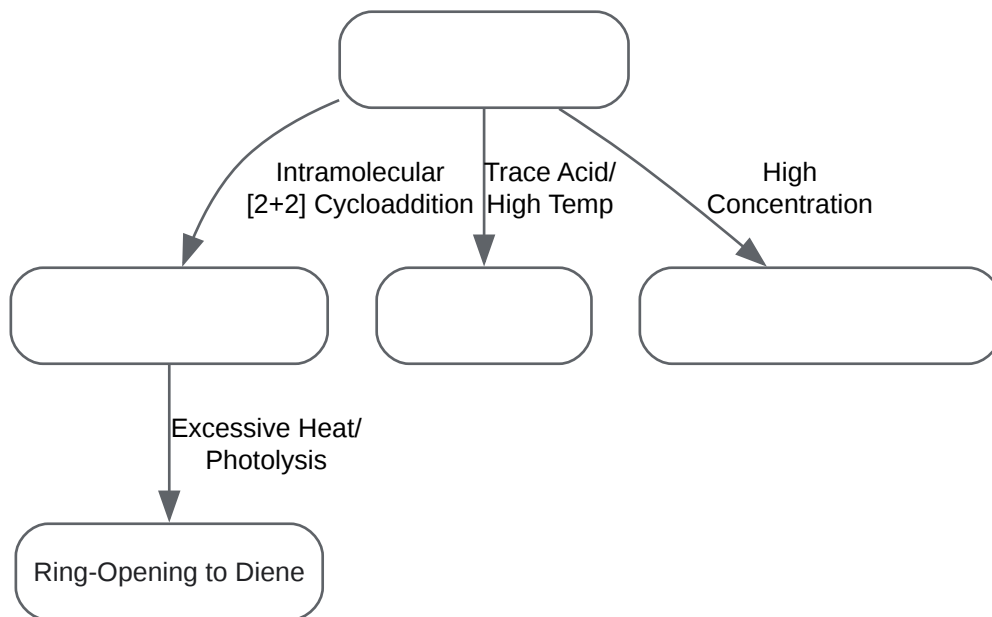 Intramolecular
[2+2] Cycloaddition
Trace Acid/
High Temp
High
Concentration
Excessive Heat/
Photolysis
Ring-Opening to Diene